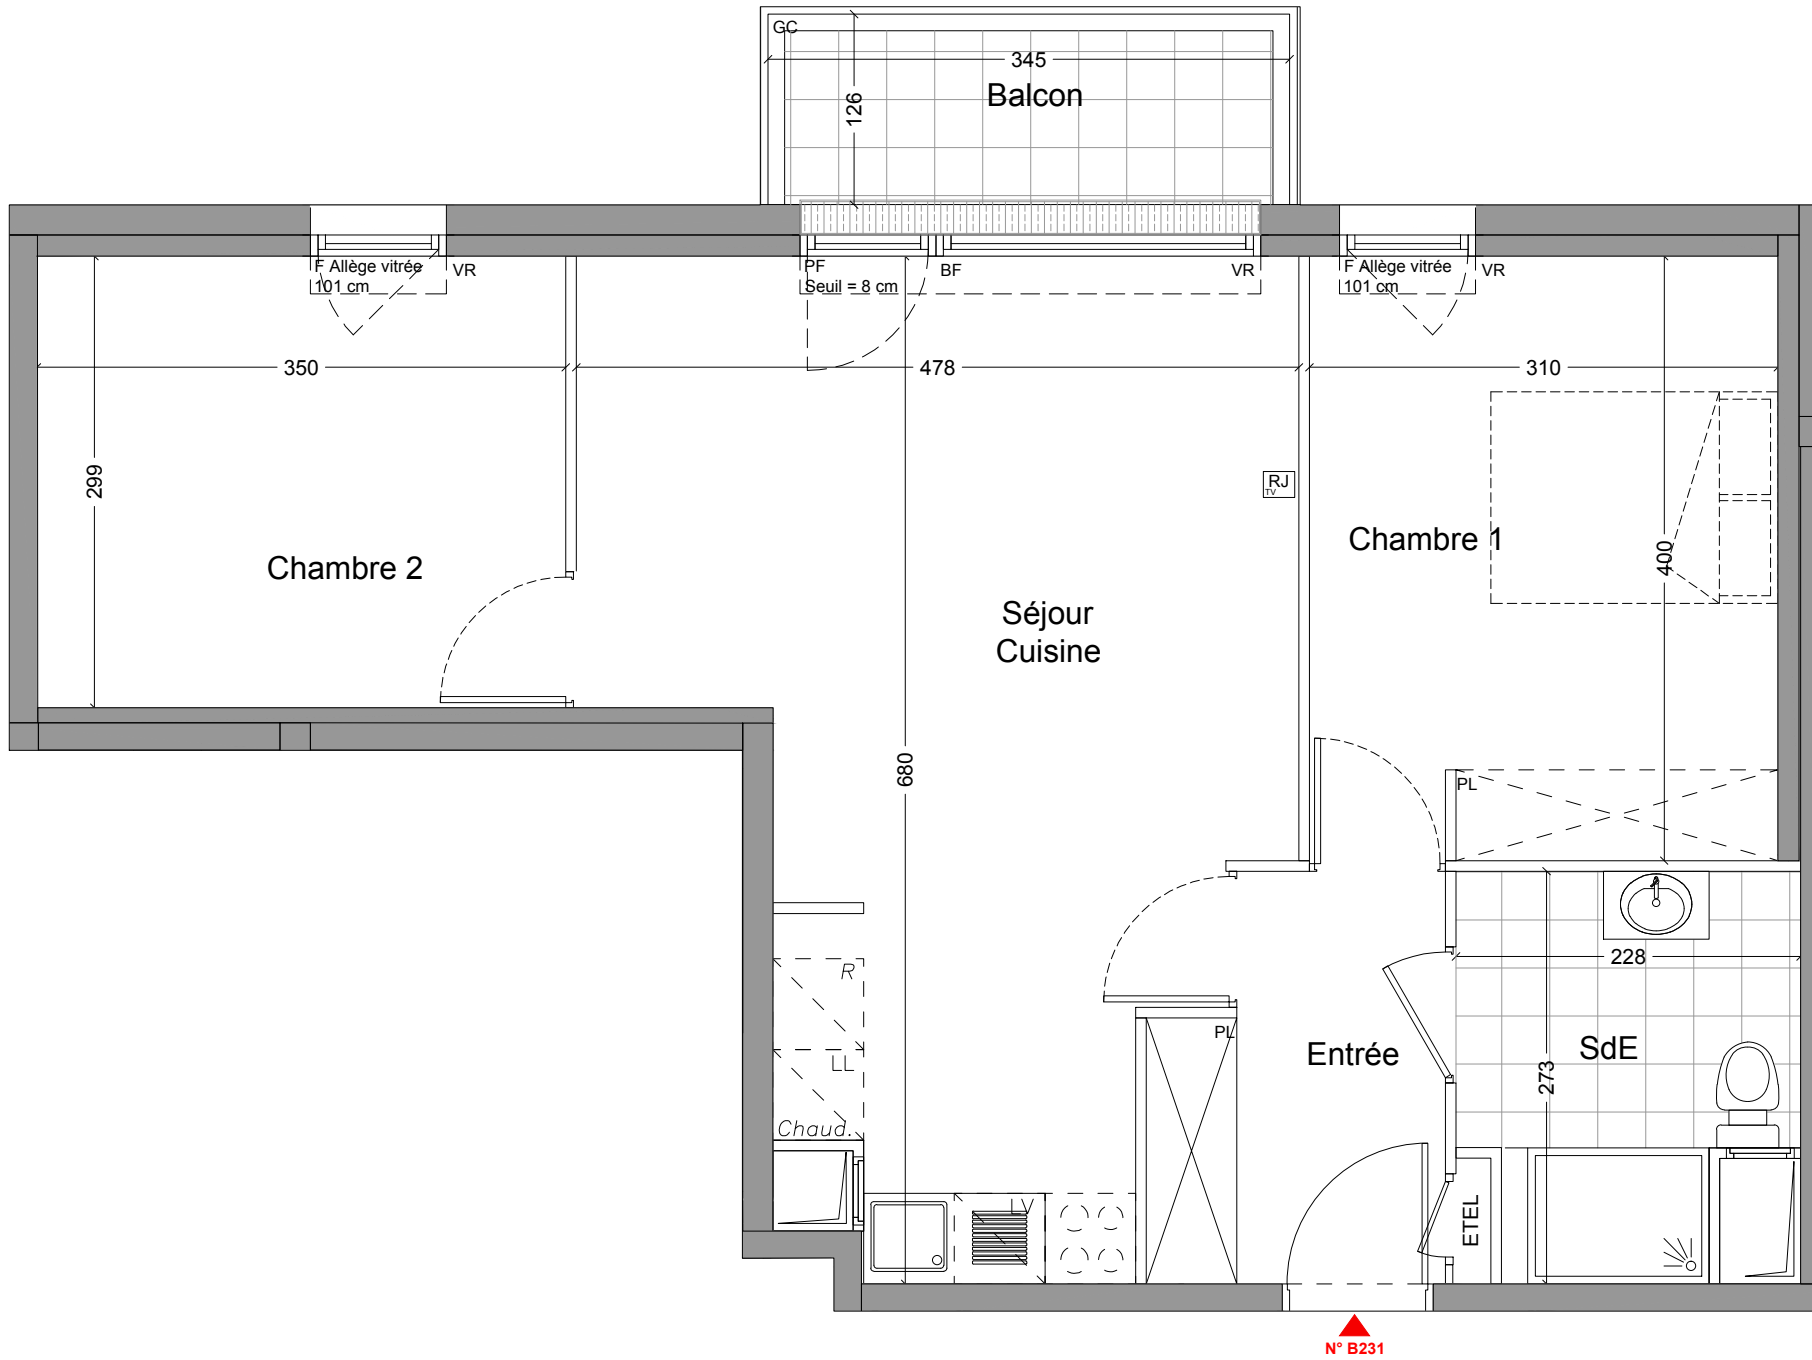 GC
345
Balcon
126
F Allège vitrée
101 cm
VR
PF
Seuil = 8 cm
BF
VR
F Allège vitrée
101 cm
VR
350
478
310
299
RJ
TV
Chambre 1
400
Chambre 2
Séjour
Cuisine
680
PL
228
R
PL
LL
Entrée
SdE
273
Chaud.
LV
ETEL
N° B231